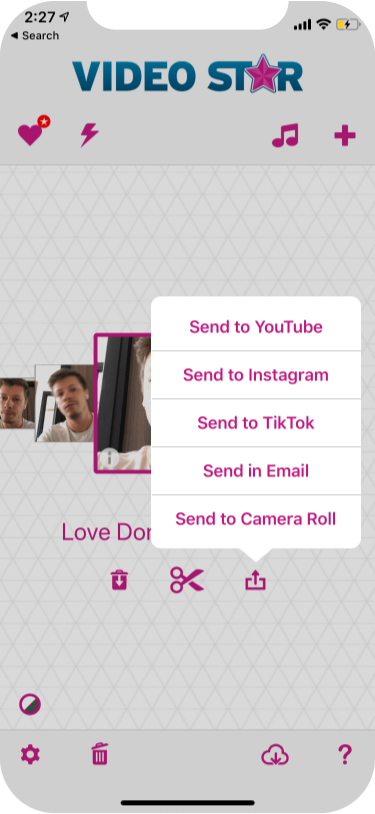 2:27
Search
VIDEO STAR
Send to YouTube
Send to Instagram
Send to TikTok
Send in Email
Send to Camera Roll
Love
?